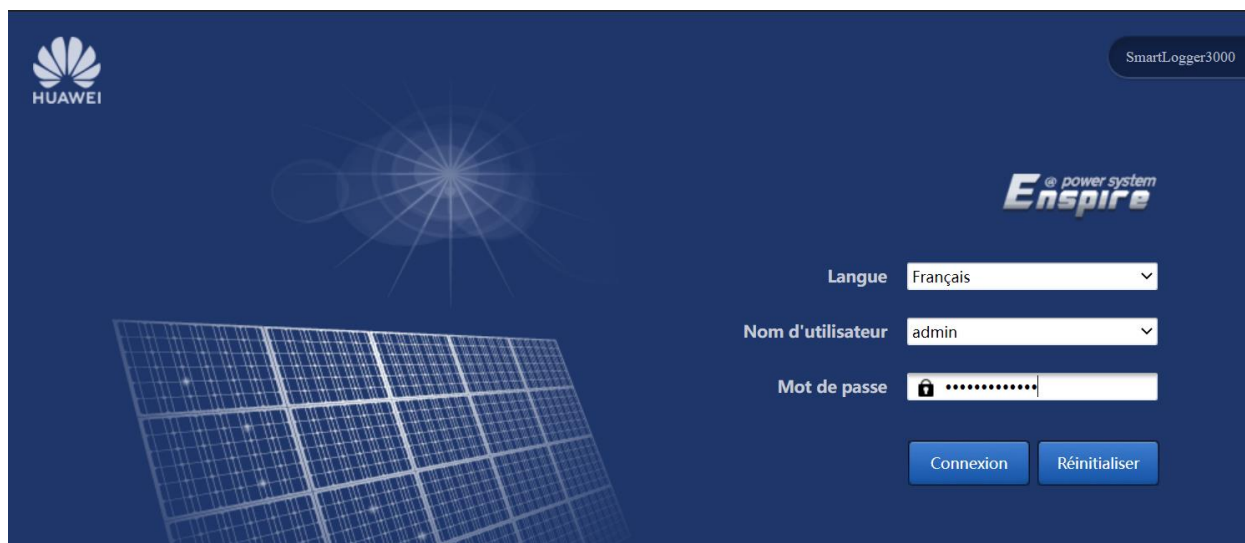 HUAWEI
SmartLogger3000
Enspire @ power system
Langue Français
Nom d'utilisateur admin
Mot de passe •••••••••••••
Connexion Réinitialiser